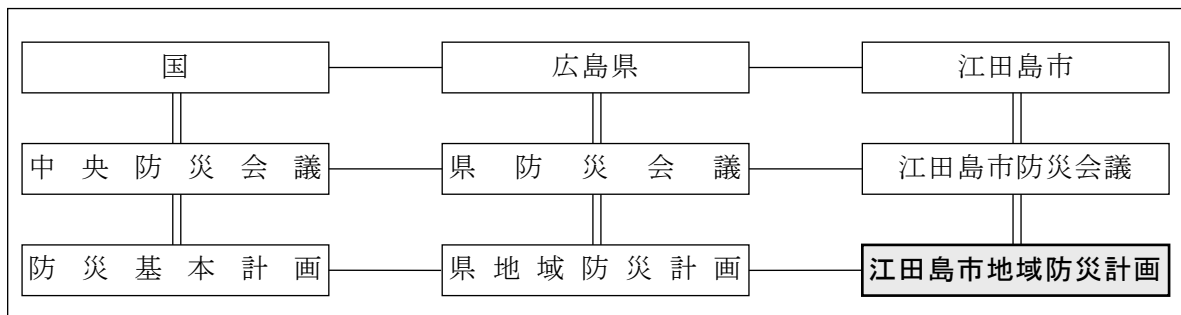 国 広島県 江田島市
中央防災会議 県防災会議 江田島市防災会議
防災基本計画 県地域防災計画 江田島市地域防災計画